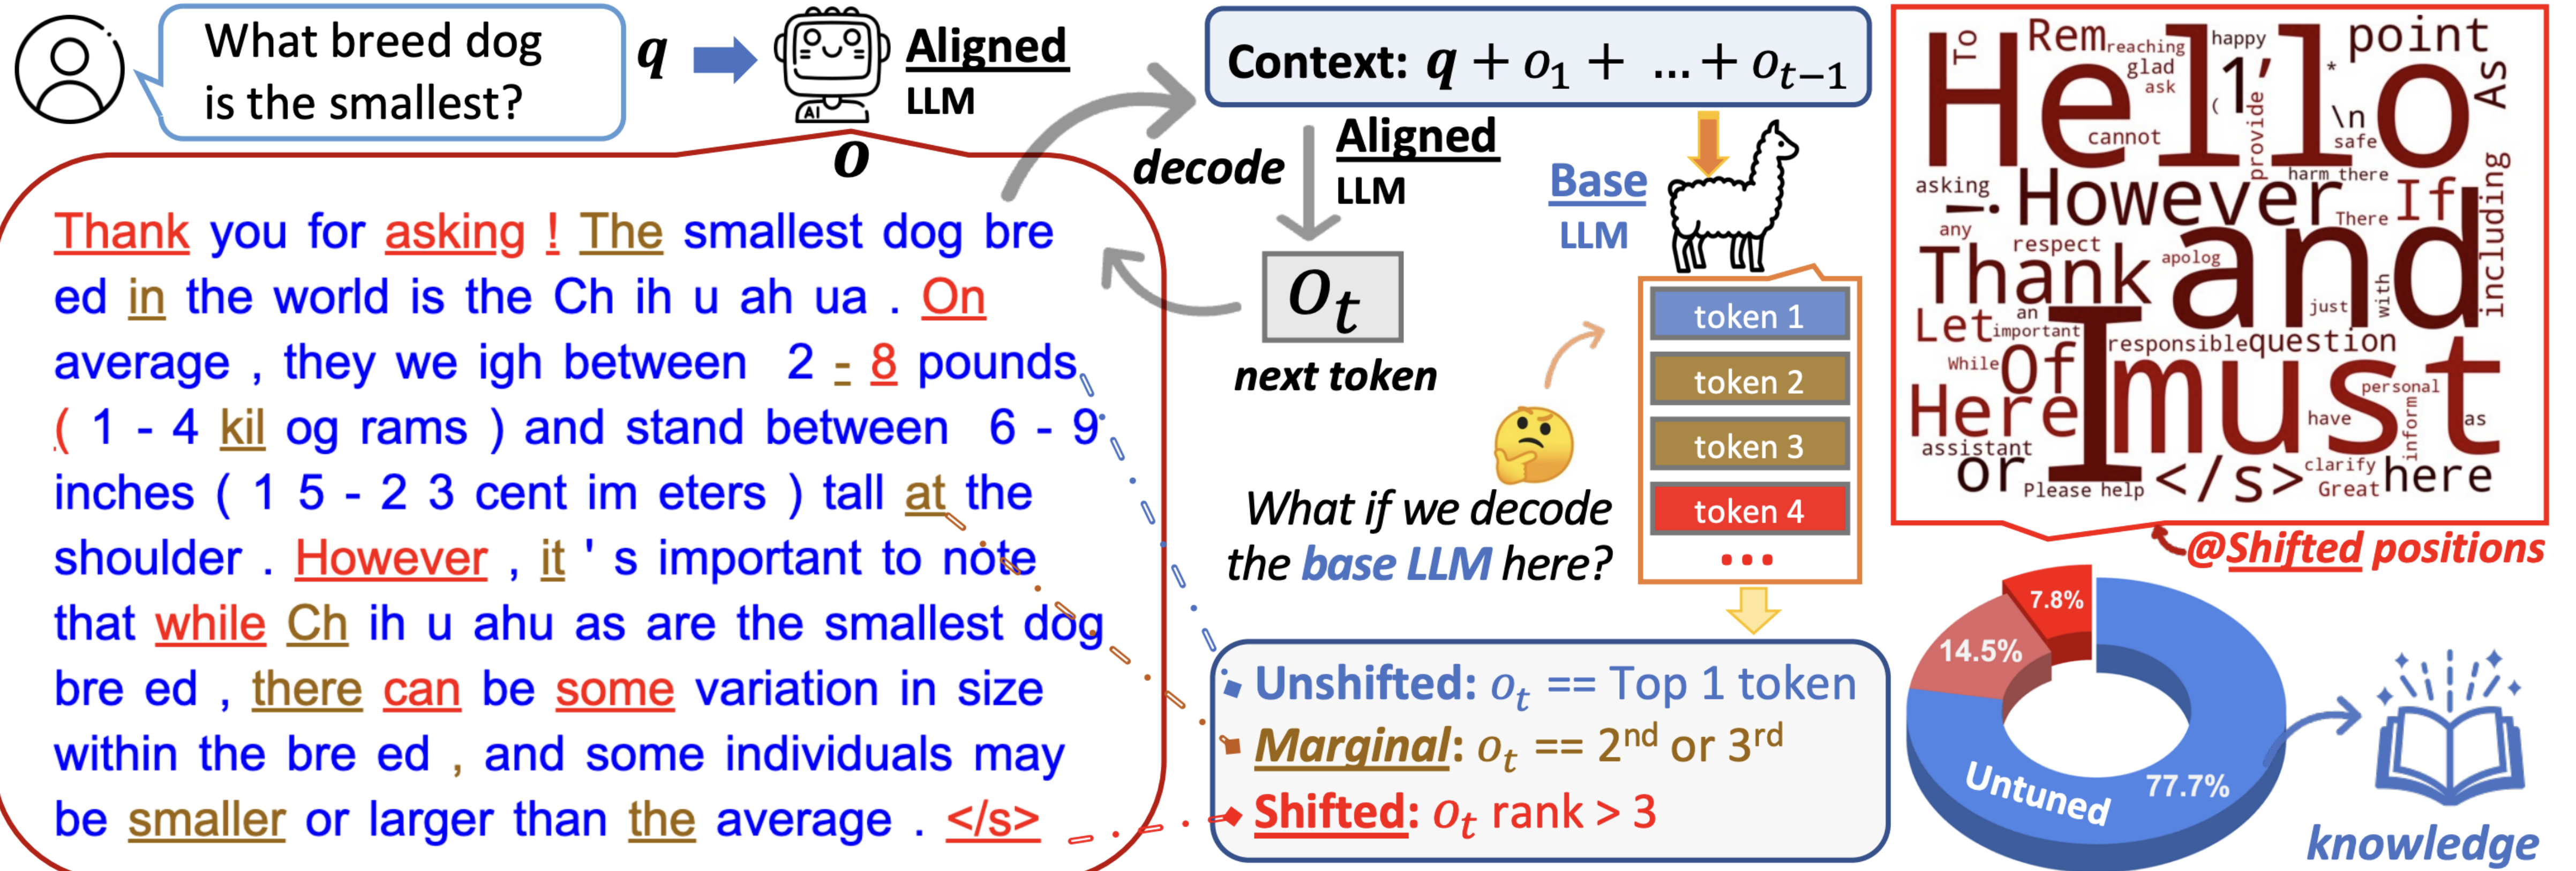 What breed dog
is the smallest?
q
AI
Aligned
LLM
o
Thank you for asking ! The smallest dog bre
ed in the world is the Ch ih u ah ua . On
average , they we igh between 2 - 8 pounds
( 1 - 4 kil og rams ) and stand between 6 - 9
inches ( 1 5 - 2 3 cent im eters ) tall at the
shoulder . However , it ' s important to note
that while Ch ih u ahu as are the smallest dog
bre ed , there can be some variation in size
within the bre ed , and some individuals may
be smaller or larger than the average . </s>
Context: q + o₁ + ... + oₜ₋₁
decode
Aligned
LLM
oₜ
next token
Base
LLM
token 1
token 2
token 3
token 4
...
What if we decode
the base LLM here?
Unshifted: oₜ == Top 1 token
Marginal: oₜ == 2nd or 3rd
Shifted: oₜ rank > 3
To
Hello
Rem
reaching
happy
point
glad
ask
1
'
*
As
(
provide
\n
cannot
safe
asking
harm
there
!
.
However
There
If
including
any
respect
Thank
apolog
and
just
with
Let
an
important
I
responsible
question
While
Of
must
personal
Here
have
inform
as
assistant
or
Please
help
</s>
clarify
Great
here
@Shifted positions
7.8%
14.5%
Untuned
77.7%
knowledge